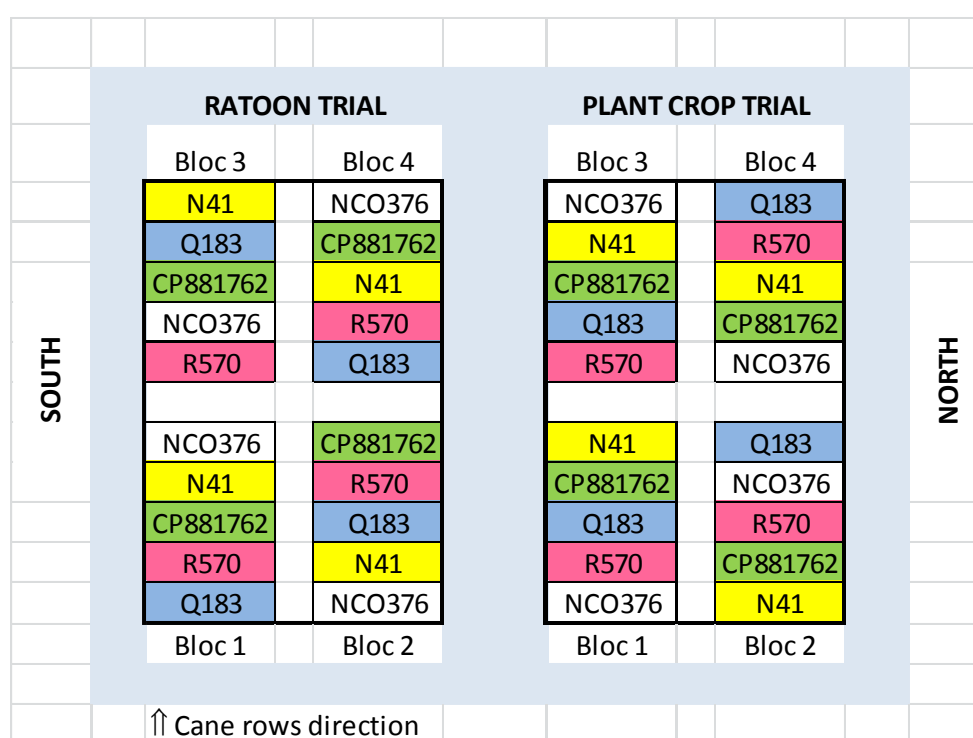 RATOON TRIAL PLANT CROP TRIAL
Bloc 3 Bloc 4 Bloc 3 Bloc 4
N41 NCO376 NCO376 Q183
Q183 CP881762 N41 R570
CP881762 N41 CP881762 N41
NCO376 R570 Q183 CP881762
R570 Q183 R570 NCO376
SOUTH
NORTH
NCO376 CP881762 N41 Q183
N41 R570 CP881762 NCO376
CP881762 Q183 Q183 R570
R570 N41 R570 CP881762
Q183 NCO376 NCO376 N41
Bloc 1 Bloc 2 Bloc 1 Bloc 2
⇑ Cane rows direction